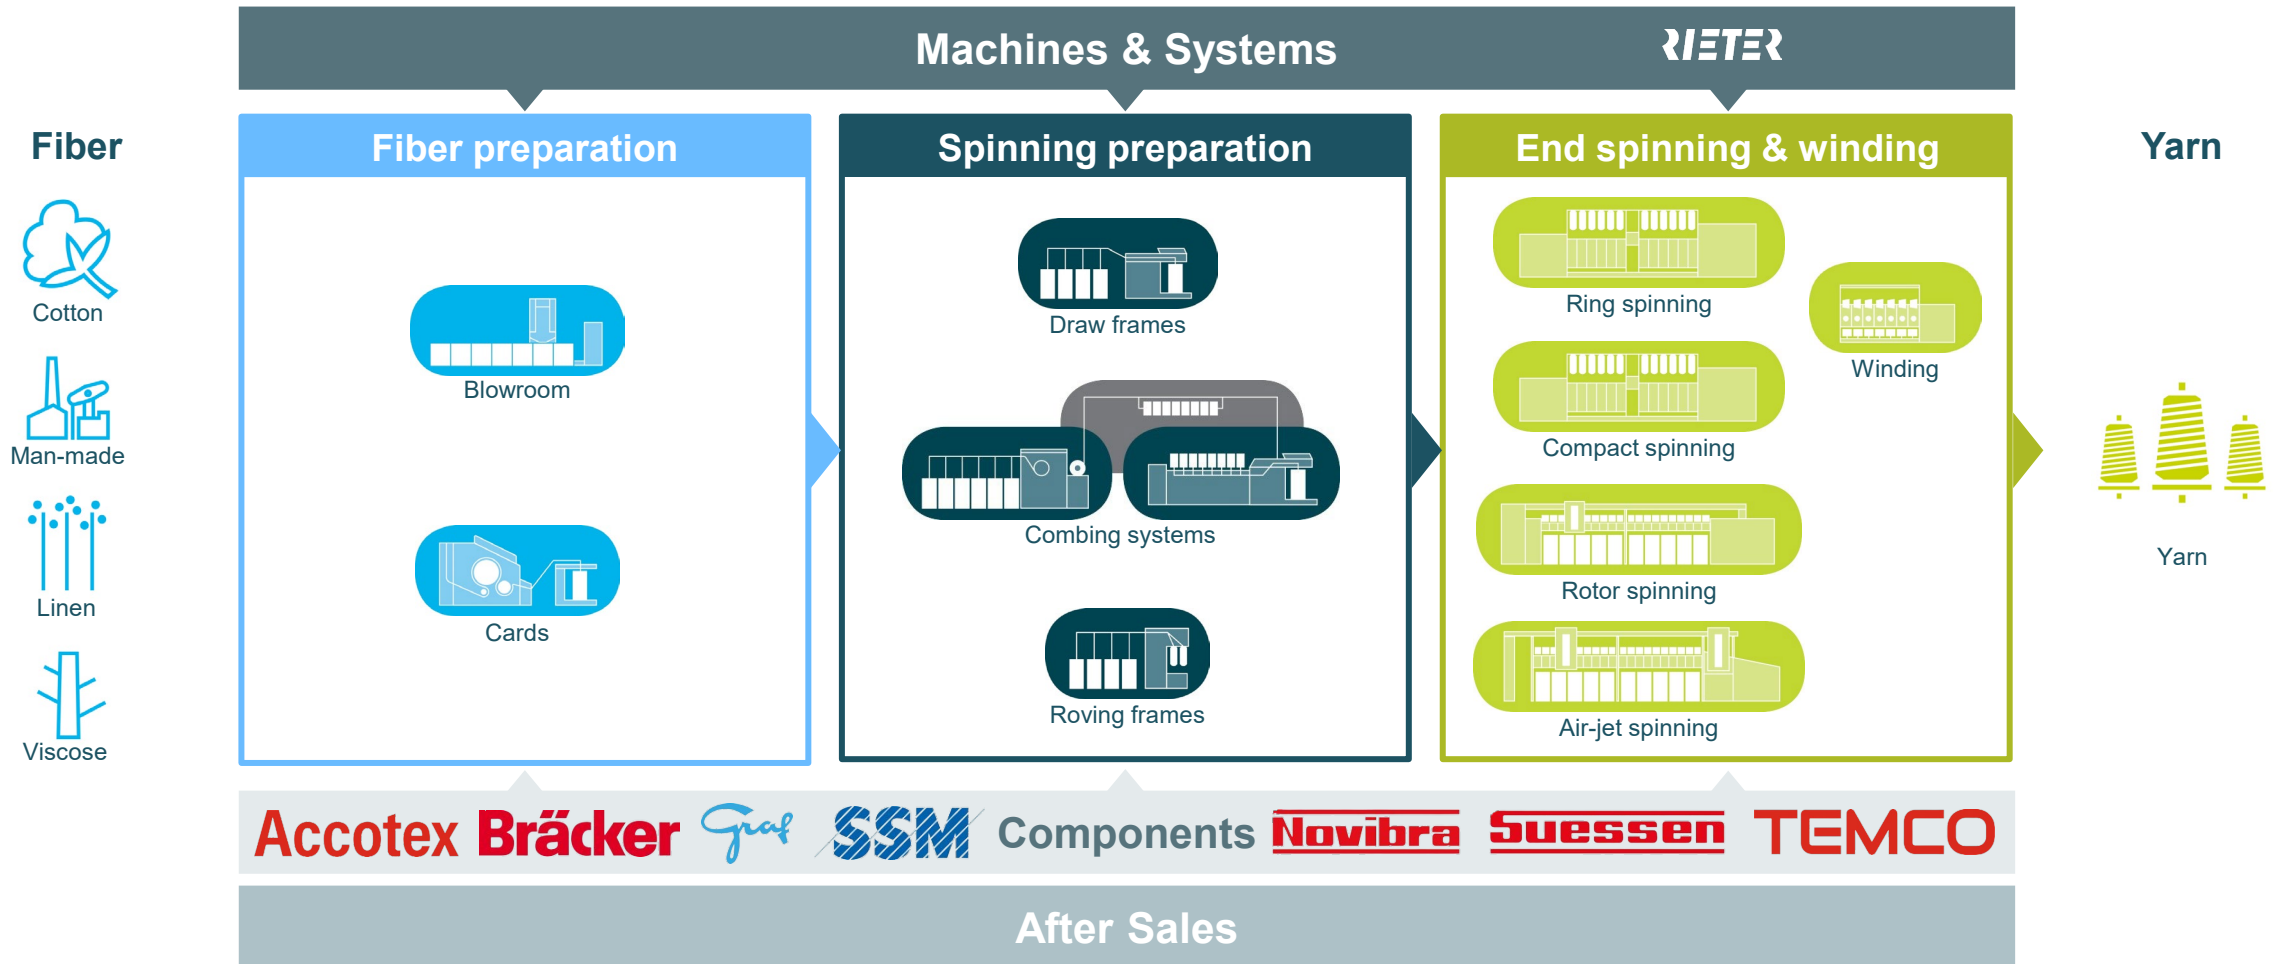 Machines & Systems
RIETER
Fiber
Cotton
Man-made
Linen
Viscose
Fiber preparation
Blowroom
Cards
Spinning preparation
Draw frames
Combing systems
Roving frames
End spinning & winding
Ring spinning
Compact spinning
Rotor spinning
Air-jet spinning
Winding
Yarn
Yarn
Accotex Bräcker Graf SSM Components Novibra Suessen TEMCO
After Sales